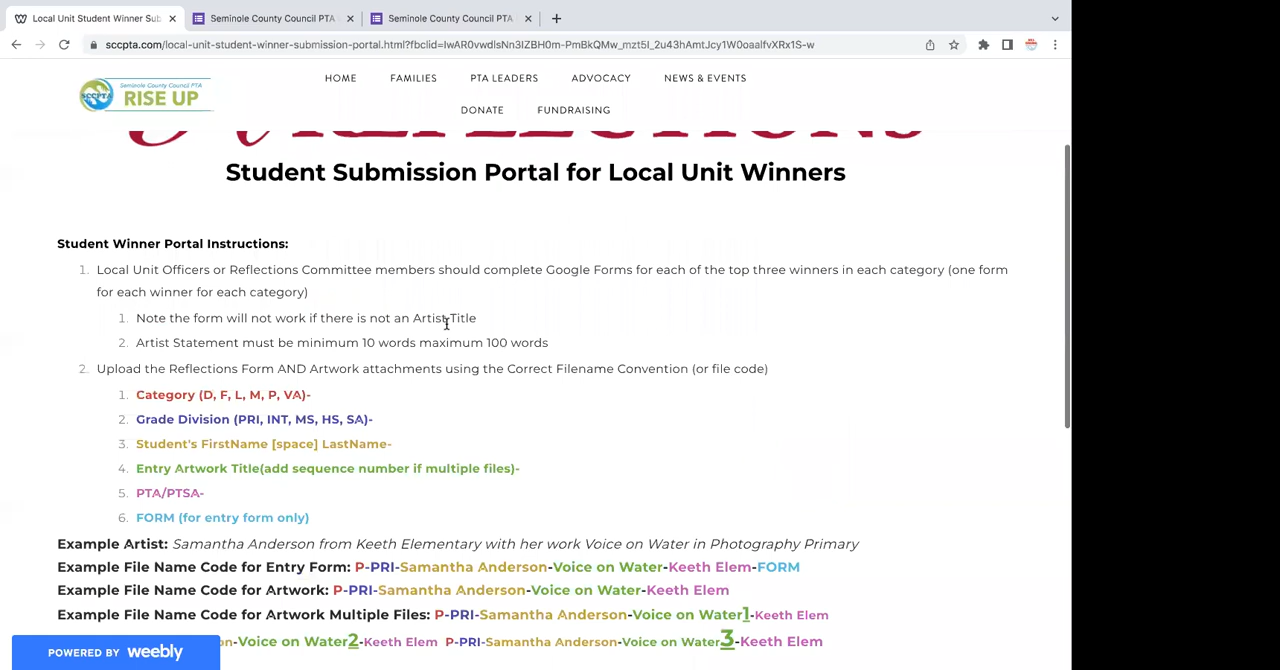 Local Unit Student Winner Sub
Seminole County Council PTA
Seminole County Council PTA
sccpta.com/local-unit-student-winner-submission-portal.html?fbclid=IwAR0vwdlsNn3IZBH0m-PmBkQMw_mzt5I_2u43hAmtJcy1W0oaalfvXRx1S-w
SCCPTA
Seminole County Council PTA
RISE UP
HOME FAMILIES PTA LEADERS ADVOCACY NEWS & EVENTS
DONATE FUNDRAISING
Student Submission Portal for Local Unit Winners
Student Winner Portal Instructions:
1. Local Unit Officers or Reflections Committee members should complete Google Forms for each of the top three winners in each category (one form
for each winner for each category)
1. Note the form will not work if there is not an Artist Title
2. Artist Statement must be minimum 10 words maximum 100 words
2. Upload the Reflections Form AND Artwork attachments using the Correct Filename Convention (or file code)
1. Category (D, F, L, M, P, VA)-
2. Grade Division (PRI, INT, MS, HS, SA)-
3. Student's FirstName [space] LastName-
4. Entry Artwork Title(add sequence number if multiple files)-
5. PTA/PTSA-
6. FORM (for entry form only)
Example Artist: Samantha Anderson from Keeth Elementary with her work Voice on Water in Photography Primary
Example File Name Code for Entry Form: P-PRI-Samantha Anderson-Voice on Water-Keeth Elem-FORM
Example File Name Code for Artwork: P-PRI-Samantha Anderson-Voice on Water-Keeth Elem
Example File Name Code for Artwork Multiple Files: P-PRI-Samantha Anderson-Voice on Water1-Keeth Elem
on-Voice on Water2-Keeth Elem P-PRI-Samantha Anderson-Voice on Water3-Keeth Elem
POWERED BY weebly